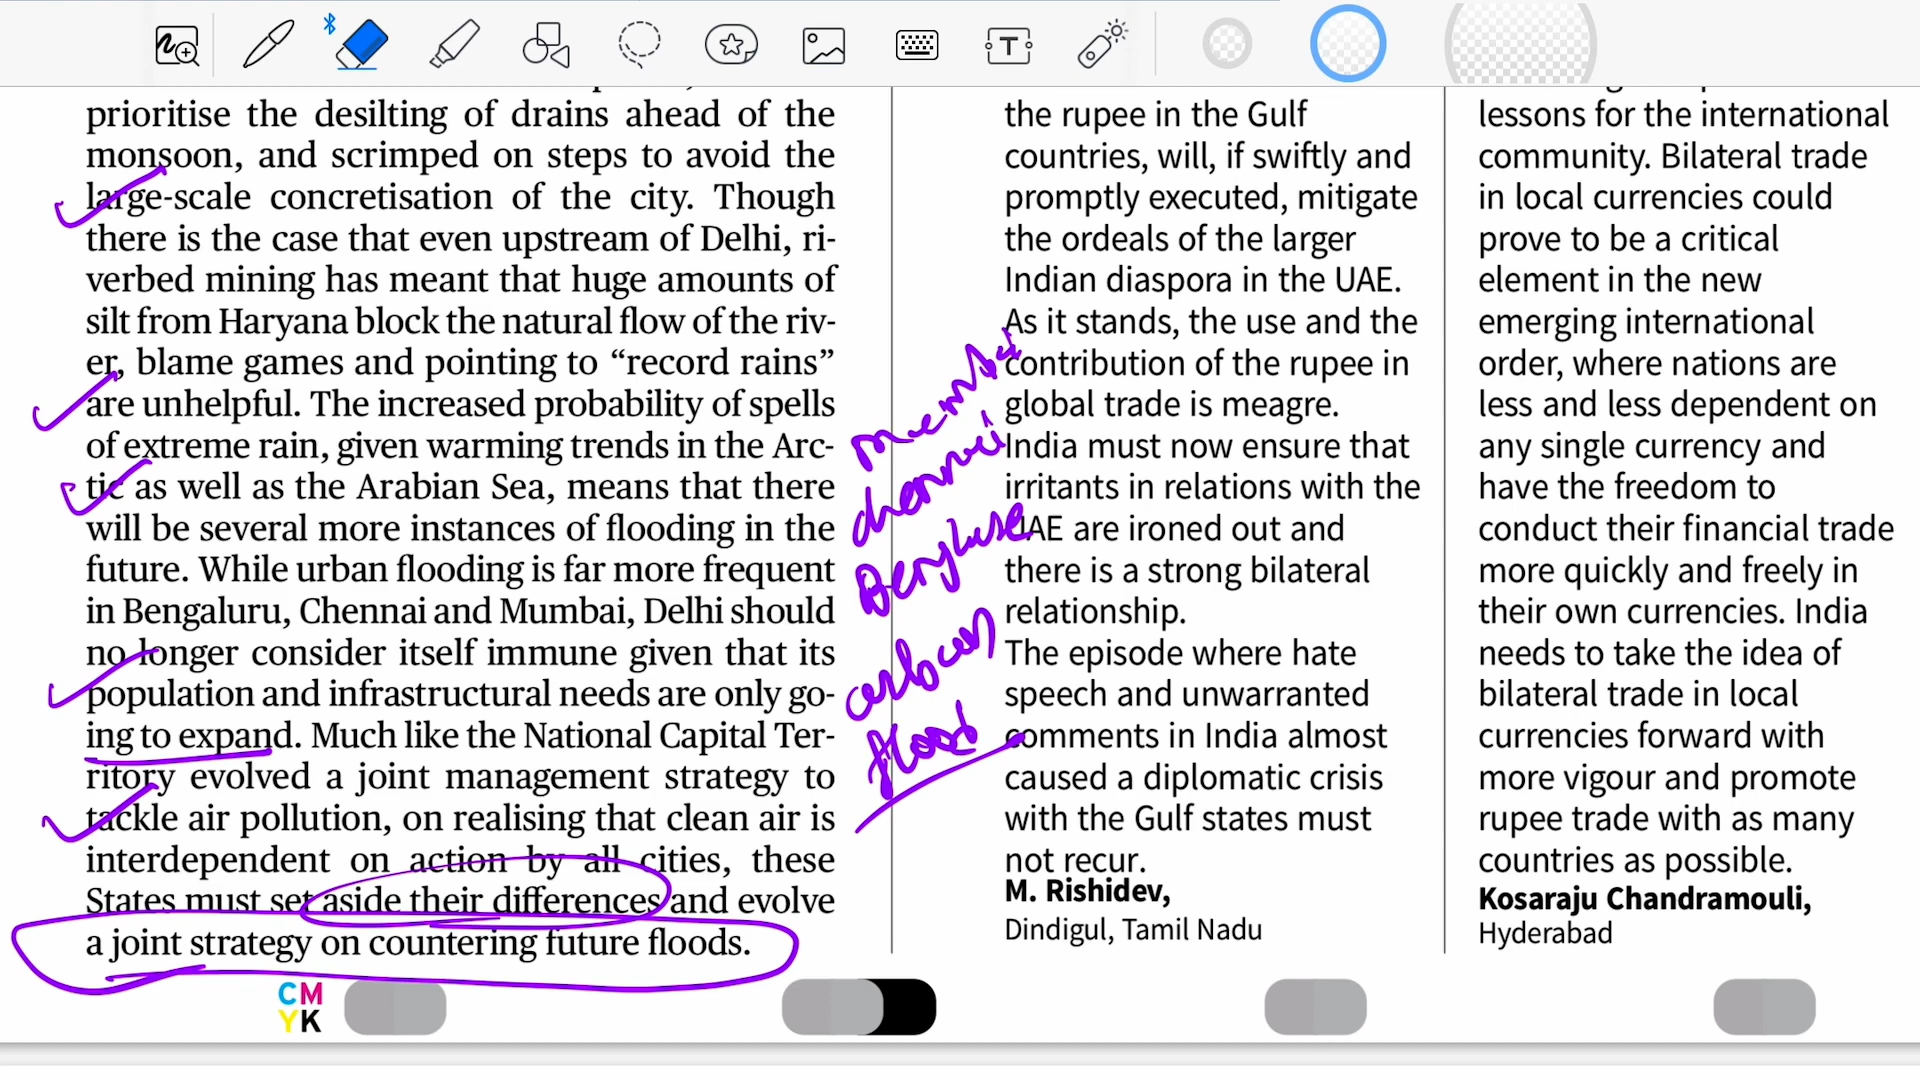 prioritise the desilting of drains ahead of the
monsoon, and scrimped on steps to avoid the
large-scale concretisation of the city. Though
there is the case that even upstream of Delhi, ri-
verbed mining has meant that huge amounts of
silt from Haryana block the natural flow of the riv-
er, blame games and pointing to “record rains”
are unhelpful. The increased probability of spells
of extreme rain, given warming trends in the Arc-
tic as well as the Arabian Sea, means that there
will be several more instances of flooding in the
future. While urban flooding is far more frequent
in Bengaluru, Chennai and Mumbai, Delhi should
no longer consider itself immune given that its
population and infrastructural needs are only go-
ing to expand. Much like the National Capital Ter-
ritory evolved a joint management strategy to
tackle air pollution, on realising that clean air is
interdependent on action by all cities, these
States must set aside their differences and evolve
a joint strategy on countering future floods.
chennai
flood
the rupee in the Gulf
countries, will, if swiftly and
promptly executed, mitigate
the ordeals of the larger
Indian diaspora in the UAE.
As it stands, the use and the
contribution of the rupee in
global trade is meagre.
India must now ensure that
irritants in relations with the
UAE are ironed out and
there is a strong bilateral
relationship.
The episode where hate
speech and unwarranted
comments in India almost
caused a diplomatic crisis
with the Gulf states must
not recur.
M. Rishidev,
Dindigul, Tamil Nadu
lessons for the international
community. Bilateral trade
in local currencies could
prove to be a critical
element in the new
emerging international
order, where nations are
less and less dependent on
any single currency and
have the freedom to
conduct their financial trade
more quickly and freely in
their own currencies. India
needs to take the idea of
bilateral trade in local
currencies forward with
more vigour and promote
rupee trade with as many
countries as possible.
Kosaraju Chandramouli,
Hyderabad
CM
YK